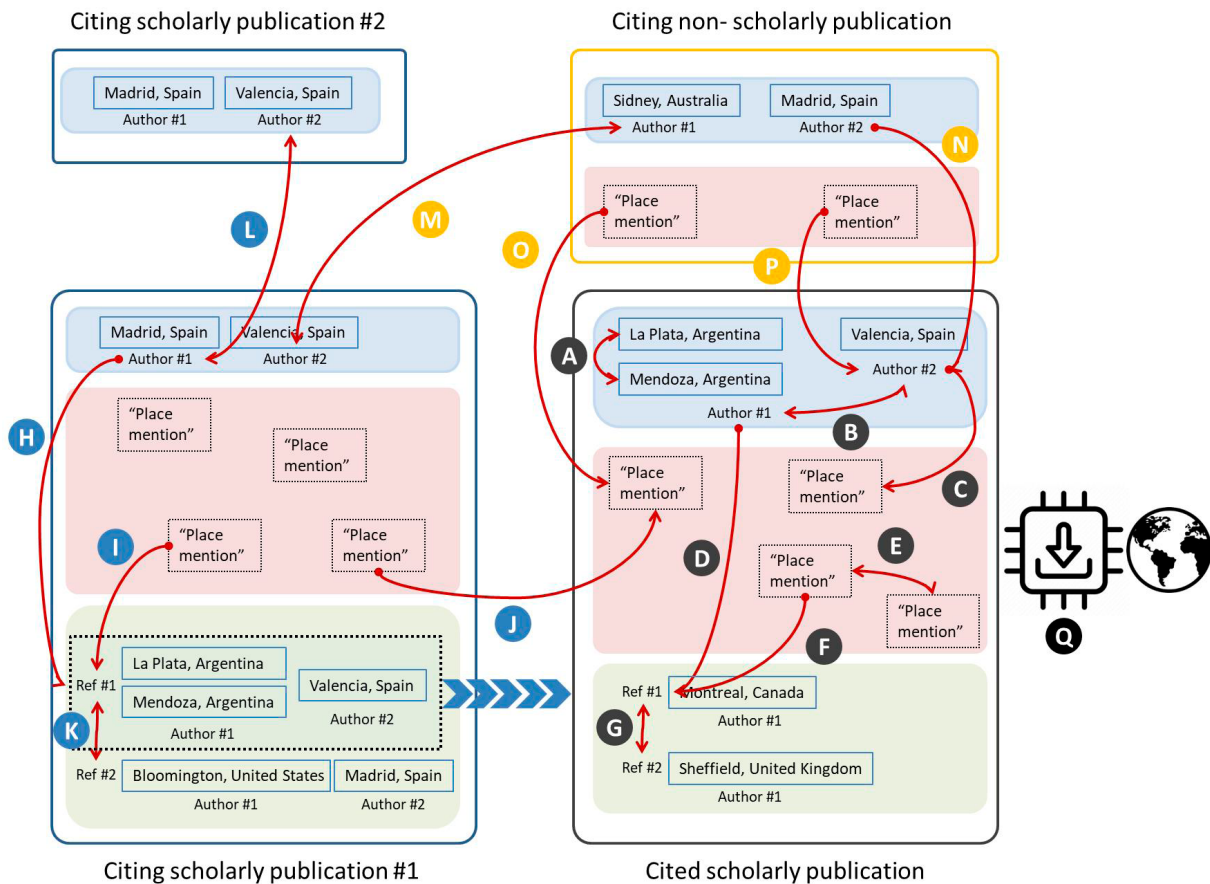 Citing scholarly publication #2
Madrid, Spain
Author #1
Valencia, Spain
Author #2
L
Citing non- scholarly publication
Sidney, Australia
Author #1
Madrid, Spain
Author #2
N
M
"Place
mention"
"Place
mention"
O
P
Madrid, Spain
Author #1
Valencia, Spain
Author #2
H
"Place
mention"
"Place
mention"
I
"Place
mention"
"Place
mention"
J
Ref #1
La Plata, Argentina
Mendoza, Argentina
Author #1
Valencia, Spain
Author #2
K
Ref #2
Bloomington, United States
Author #1
Madrid, Spain
Author #2
Citing scholarly publication #1
A
La Plata, Argentina
Mendoza, Argentina
Author #1
Valencia, Spain
Author #2
B
"Place
mention"
"Place
mention"
C
D
E
"Place
mention"
"Place
mention"
F
Ref #1
Montreal, Canada
Author #1
G
Ref #2
Sheffield, United Kingdom
Author #1
Cited scholarly publication
Q